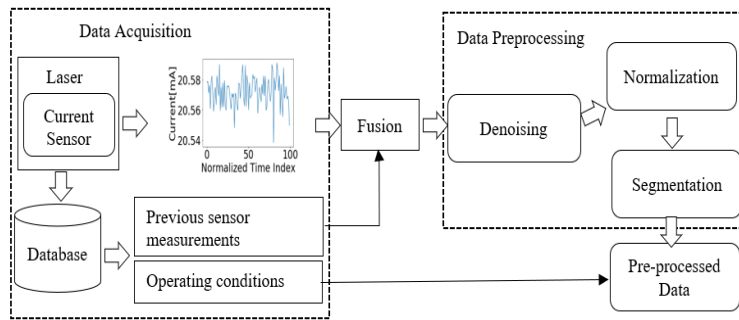 Data Acquisition
Laser
Current
Sensor
Current[mA]
20.58
20.56
20.54
0
50
100
Normalized Time Index
Fusion
Data Preprocessing
Denoising
Normalization
Segmentation
Database
Previous sensor
measurements
Operating conditions
Pre-processed
Data